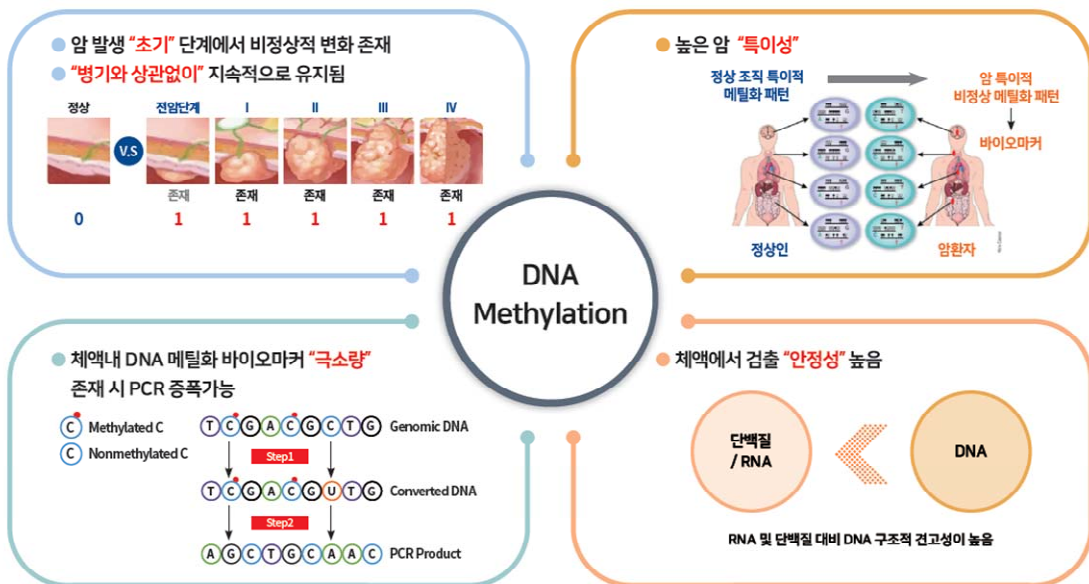 암 발생 “초기” 단계에서 비정상적 변화 존재
“병기와 상관없이” 지속적으로 유지됨
정상
전암단계
I
II
III
IV
V.S
존재
존재
존재
존재
존재
0
1
1
1
1
1
높은 암 “특이성”
정상 조직 특이적
메틸화 패턴
암 특이적
비정상 메틸화 패턴
바이오마커
정상인
암환자
DNA
Methylation
체액내 DNA 메틸화 바이오마커 “극소량”
존재 시 PCR 증폭가능
C Methylated C
C Nonmethylated C
T C G A C G C T G Genomic DNA
Step1
T C G A C G U T G Converted DNA
Step2
A G C T G C A A C PCR Product
체액에서 검출 “안정성” 높음
단백질
/ RNA
DNA
RNA 및 단백질 대비 DNA 구조적 견고성이 높음